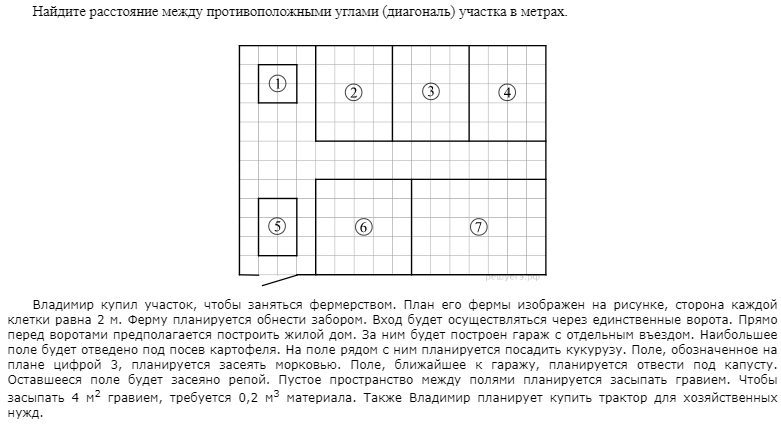 Найдите расстояние между противоположными углами (диагональ) участка в метрах.
1
2
3
4
5
6
7
решуегэ.рф
Владимир купил участок, чтобы заняться фермерством. План его фермы изображен на рисунке, сторона каждой
клетки равна 2 м. Ферму планируется обнести забором. Вход будет осуществляться через единственные ворота. Прямо
перед воротами предполагается построить жилой дом. За ним будет построен гараж с отдельным въездом. Наибольшее
поле будет отведено под посев картофеля. На поле рядом с ним планируется посадить кукурузу. Поле, обозначенное на
плане цифрой 3, планируется засеять морковью. Поле, ближайшее к гаражу, планируется отвести под капусту.
Оставшееся поле будет засеяно репой. Пустое пространство между полями планируется засыпать гравием. Чтобы
засыпать 4 м² гравием, требуется 0,2 м³ материала. Также Владимир планирует купить трактор для хозяйственных
нужд.